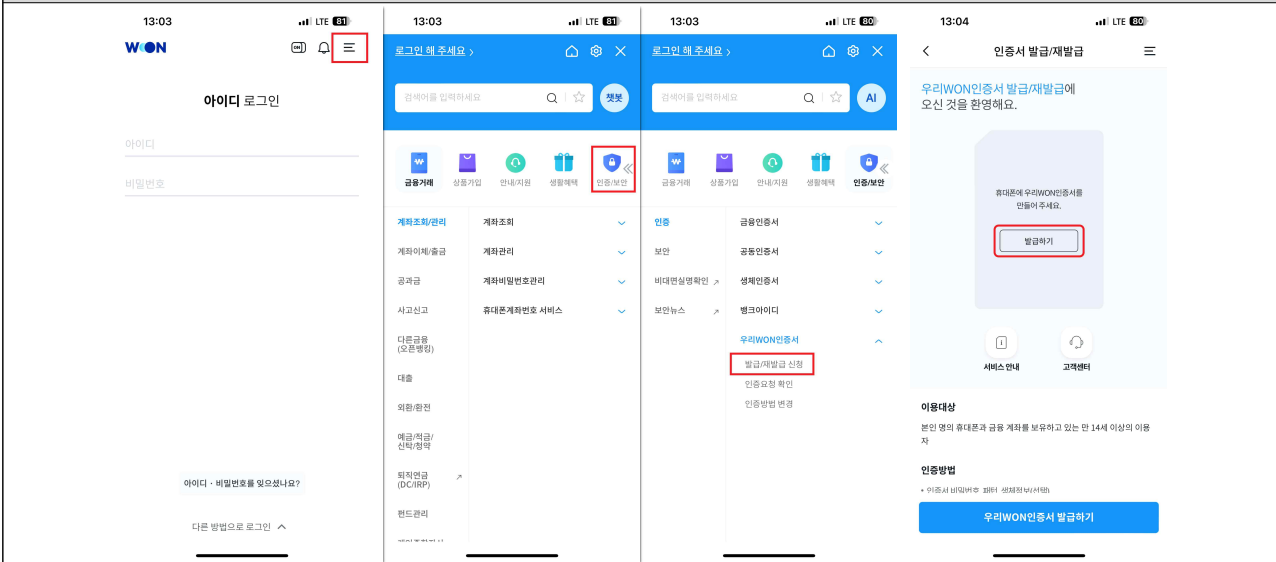 13:03
LTE 81
WON
ON
아이디 로그인
아이디
비밀번호
아이디 · 비밀번호를 잊으셨나요?
다른 방법으로 로그인
13:03
LTE 81
로그인 해 주세요 >
검색어를 입력하세요
챗봇
금융거래
상품가입
안내/지원
생활혜택
인증/보안
계좌조회/관리
계좌조회
계좌이체/출금
계좌관리
공과금
계좌비밀번호관리
사고신고
휴대폰계좌번호 서비스
다른금융
(오픈뱅킹)
대출
외환/환전
예금/적금/
신탁/청약
퇴직연금
(DC/IRP)
펀드관리
13:03
LTE 80
로그인 해 주세요 >
검색어를 입력하세요
AI
금융거래
상품가입
안내/지원
생활혜택
인증/보안
인증
금융인증서
보안
공동인증서
비대면실명확인
생체인증서
보안뉴스
뱅크아이디
우리WON인증서
발급/재발급 신청
인증요청 확인
인증방법 변경
13:04
LTE 80
인증서 발급/재발급
우리WON인증서 발급/재발급에
오신 것을 환영해요.
휴대폰에 우리WON인증서를
만들어 주세요.
발급하기
서비스 안내
고객센터
이용대상
본인 명의 휴대폰과 금융 계좌를 보유하고 있는 만 14세 이상의 이용
자
인증방법
• 인증서 비밀번호, 패턴, 생체정보(선택)
우리WON인증서 발급하기